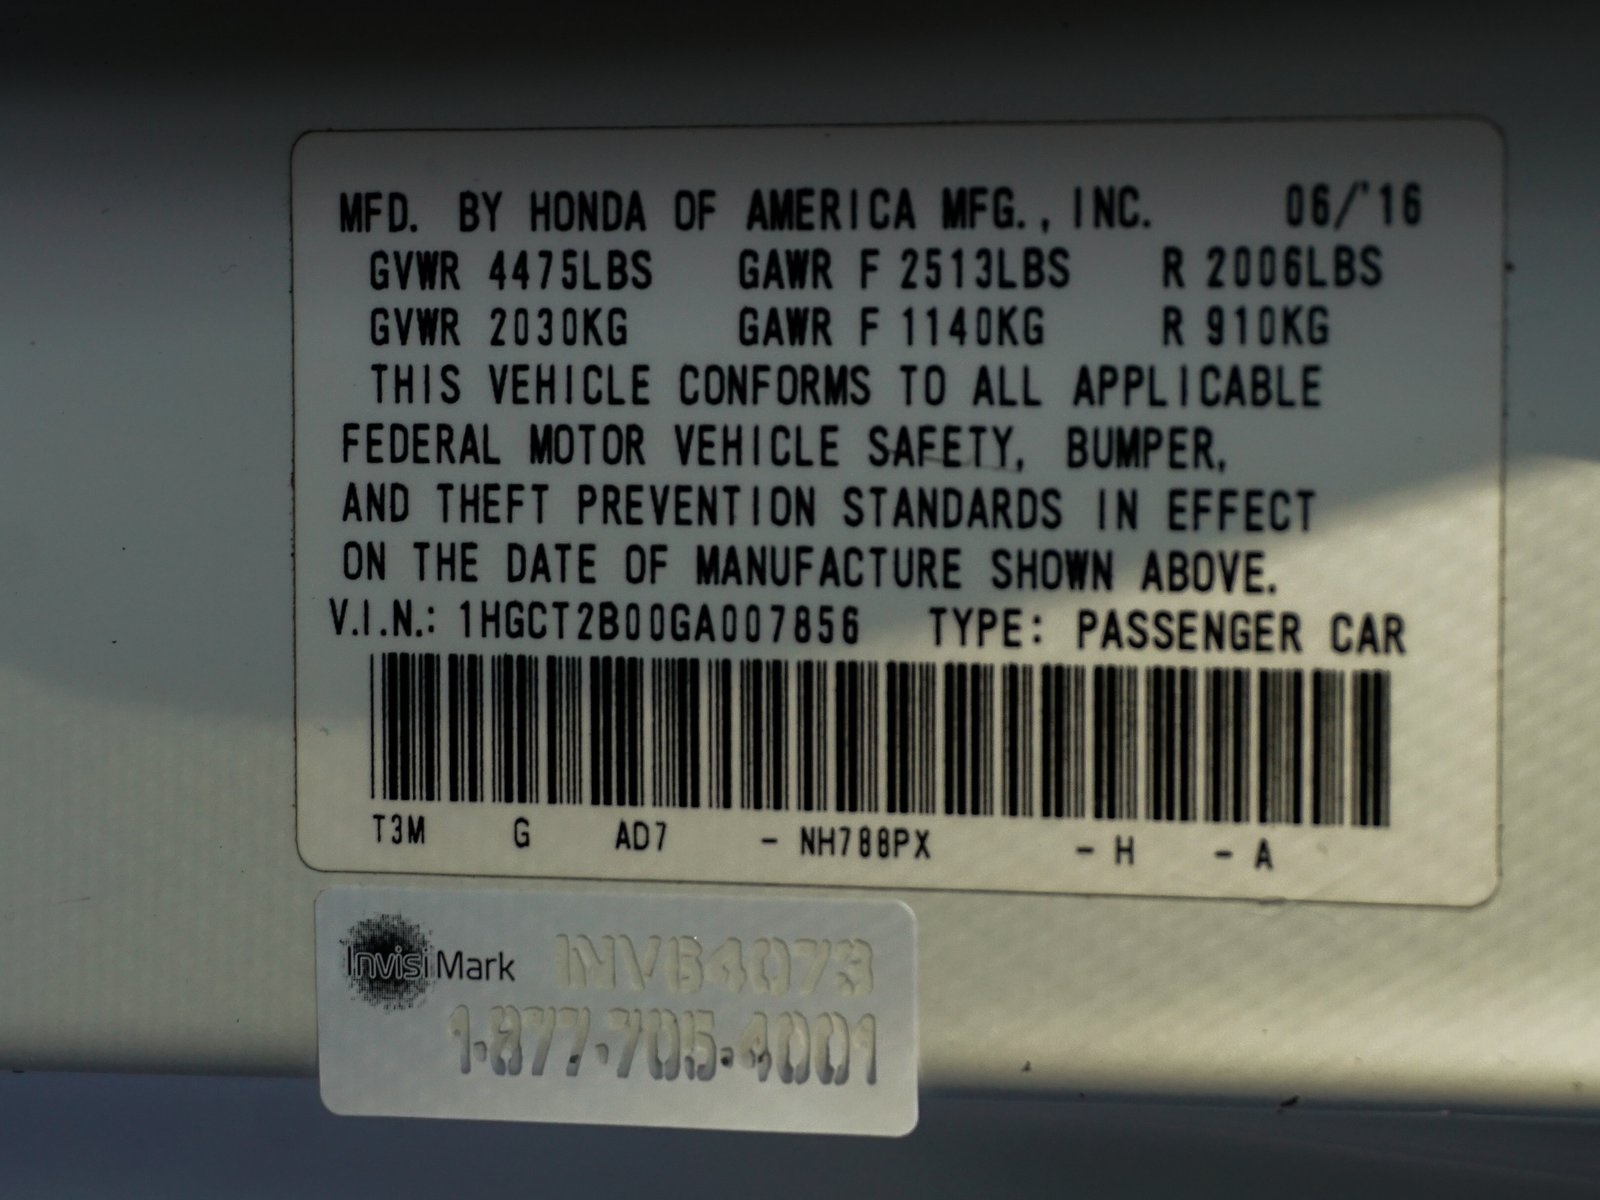 MFD. BY HONDA OF AMERICA MFG., INC. 06/'16
GVWR 4475LBS GAWR F 2513LBS R 2006LBS
GVWR 2030KG GAWR F 1140KG R 910KG
THIS VEHICLE CONFORMS TO ALL APPLICABLE
FEDERAL MOTOR VEHICLE SAFETY, BUMPER,
AND THEFT PREVENTION STANDARDS IN EFFECT
ON THE DATE OF MANUFACTURE SHOWN ABOVE.
V.I.N.: 1HGCT2B00GA007856 TYPE: PASSENGER CAR
T3M G AD7 - NH788PX - H - A
InvisiMark INVB4073
1-877-705-4001